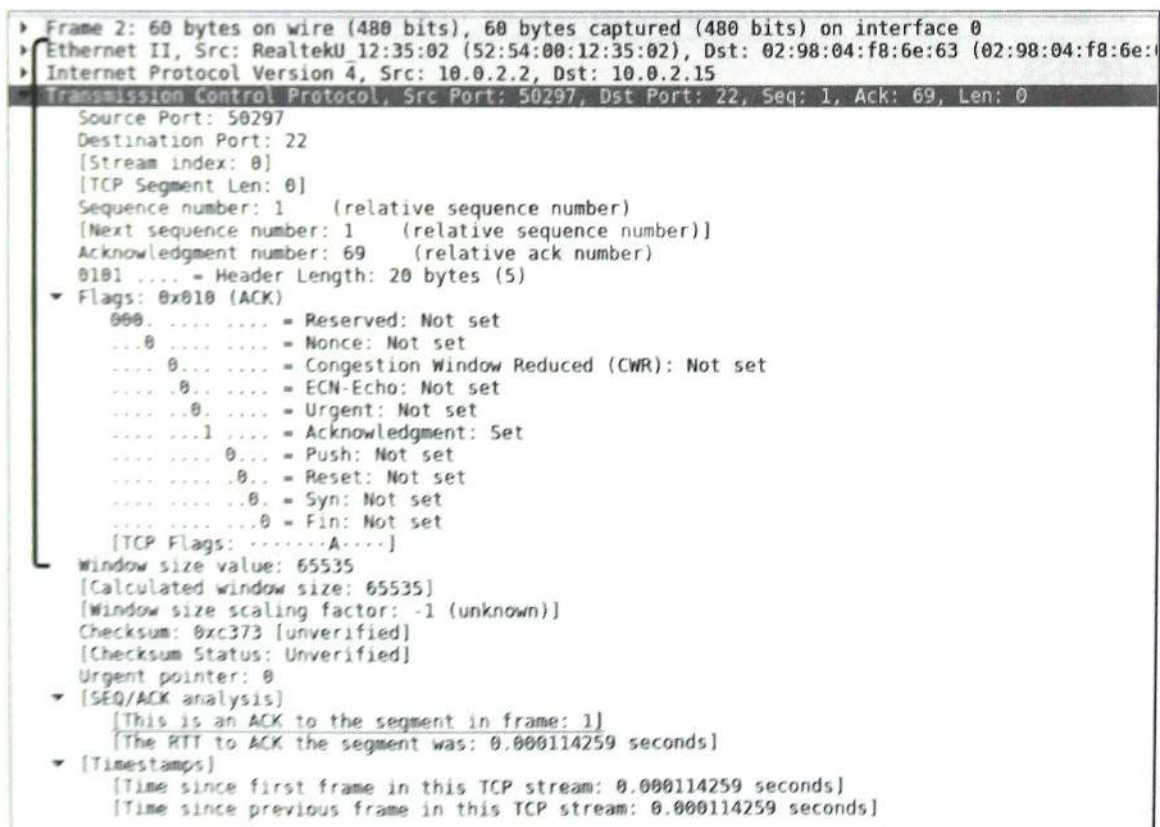 Frame 2: 60 bytes on wire (480 bits), 60 bytes captured (480 bits) on interface 0
Ethernet II, Src: RealtekU_12:35:02 (52:54:00:12:35:02), Dst: 02:98:04:f8:6e:63 (02:98:04:f8:6e:
Internet Protocol Version 4, Src: 10.0.2.2, Dst: 10.0.2.15
Transmission Control Protocol, Src Port: 50297, Dst Port: 22, Seq: 1, Ack: 69, Len: 0
Source Port: 50297
Destination Port: 22
[Stream index: 0]
[TCP Segment Len: 0]
Sequence number: 1 (relative sequence number)
[Next sequence number: 1 (relative sequence number)]
Acknowledgment number: 69 (relative ack number)
0101 .... = Header Length: 20 bytes (5)
Flags: 0x010 (ACK)
000. .... .... = Reserved: Not set
...0 .... .... = Nonce: Not set
.... 0... .... = Congestion Window Reduced (CWR): Not set
.... .0.. .... = ECN-Echo: Not set
.... ..0. .... = Urgent: Not set
.... ...1 .... = Acknowledgment: Set
.... .... 0... = Push: Not set
.... .... .0.. = Reset: Not set
.... .... ..0. = Syn: Not set
.... .... ...0 = Fin: Not set
[TCP Flags: ·······A····]
Window size value: 65535
[Calculated window size: 65535]
[Window size scaling factor: -1 (unknown)]
Checksum: 0xc373 [unverified]
[Checksum Status: Unverified]
Urgent pointer: 0
[SEQ/ACK analysis]
[This is an ACK to the segment in frame: 1]
[The RTT to ACK the segment was: 0.000114259 seconds]
[Timestamps]
[Time since first frame in this TCP stream: 0.000114259 seconds]
[Time since previous frame in this TCP stream: 0.000114259 seconds]